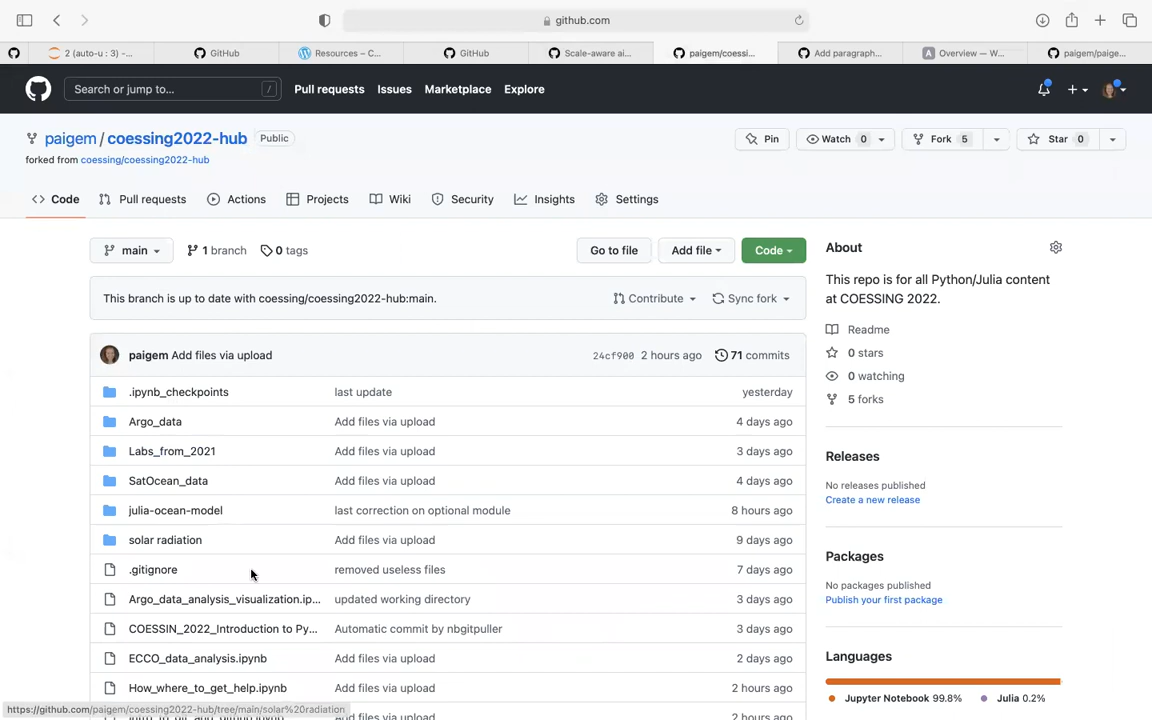 github.com
2 (auto-u : 3) -...
GitHub
Resources – C...
GitHub
Scale-aware ai...
paigem/coessi...
Add paragraph...
Overview — W...
paigem/paige...
Search or jump to...
/
Pull requests
Issues
Marketplace
Explore
paigem / coessing2022-hub
Public
forked from coessing/coessing2022-hub
Pin
Watch 0
Fork 5
Star 0
Code
Pull requests
Actions
Projects
Wiki
Security
Insights
Settings
main
1 branch
0 tags
Go to file
Add file
Code
This branch is up to date with coessing/coessing2022-hub:main.
Contribute
Sync fork
paigem Add files via upload
24cf900 2 hours ago
71 commits
.ipynb_checkpoints
last update
yesterday
Argo_data
Add files via upload
4 days ago
Labs_from_2021
Add files via upload
3 days ago
SatOcean_data
Add files via upload
4 days ago
julia-ocean-model
last correction on optional module
8 hours ago
solar radiation
Add files via upload
9 days ago
.gitignore
removed useless files
7 days ago
Argo_data_analysis_visualization.ip...
updated working directory
3 days ago
COESSIN_2022_Introduction to Py...
Automatic commit by nbgitpuller
3 days ago
ECCO_data_analysis.ipynb
Add files via upload
2 days ago
How_where_to_get_help.ipynb
Add files via upload
2 hours ago
Add files via upload
2 hours ago
https://github.com/paigem/coessing2022-hub/tree/main/solar%20radiation
About
This repo is for all Python/Julia content
at COESSING 2022.
Readme
0 stars
0 watching
5 forks
Releases
No releases published
Create a new release
Packages
No packages published
Publish your first package
Languages
Jupyter Notebook 99.8%
Julia 0.2%